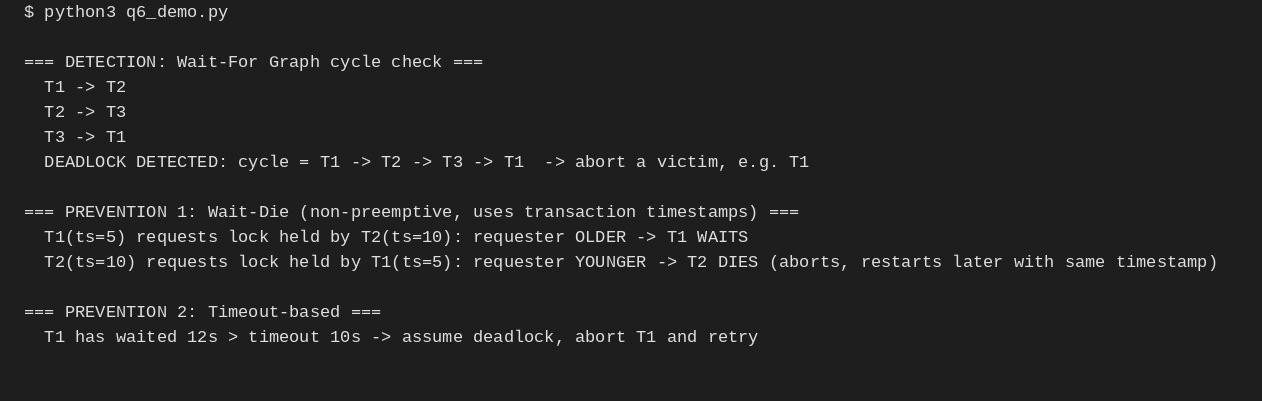 $ python3 q6_demo.py
=== DETECTION: Wait-For Graph cycle check ===
T1 -> T2
T2 -> T3
T3 -> T1
DEADLOCK DETECTED: cycle = T1 -> T2 -> T3 -> T1  -> abort a victim, e.g. T1
=== PREVENTION 1: Wait-Die (non-preemptive, uses transaction timestamps) ===
T1(ts=5) requests lock held by T2(ts=10): requester OLDER -> T1 WAITS
T2(ts=10) requests lock held by T1(ts=5): requester YOUNGER -> T2 DIES (aborts, restarts later with same timestamp)
=== PREVENTION 2: Timeout-based ===
T1 has waited 12s > timeout 10s -> assume deadlock, abort T1 and retry